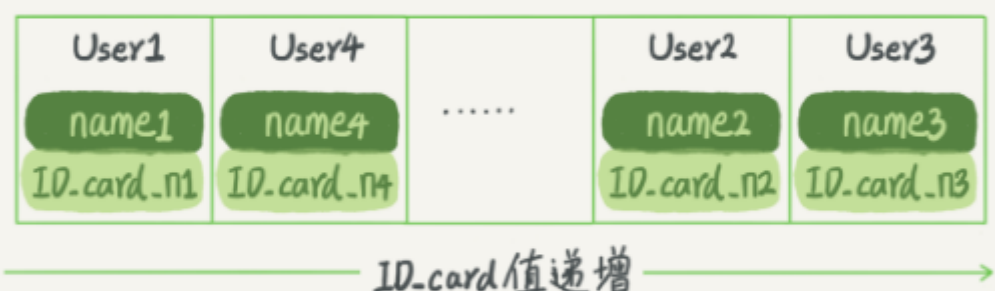 User1 User4 User2 User3
name1 name4 ...... name2 name3
ID_card_n1 ID_card_n4 ID_card_n2 ID_card_n3
ID_card值递增